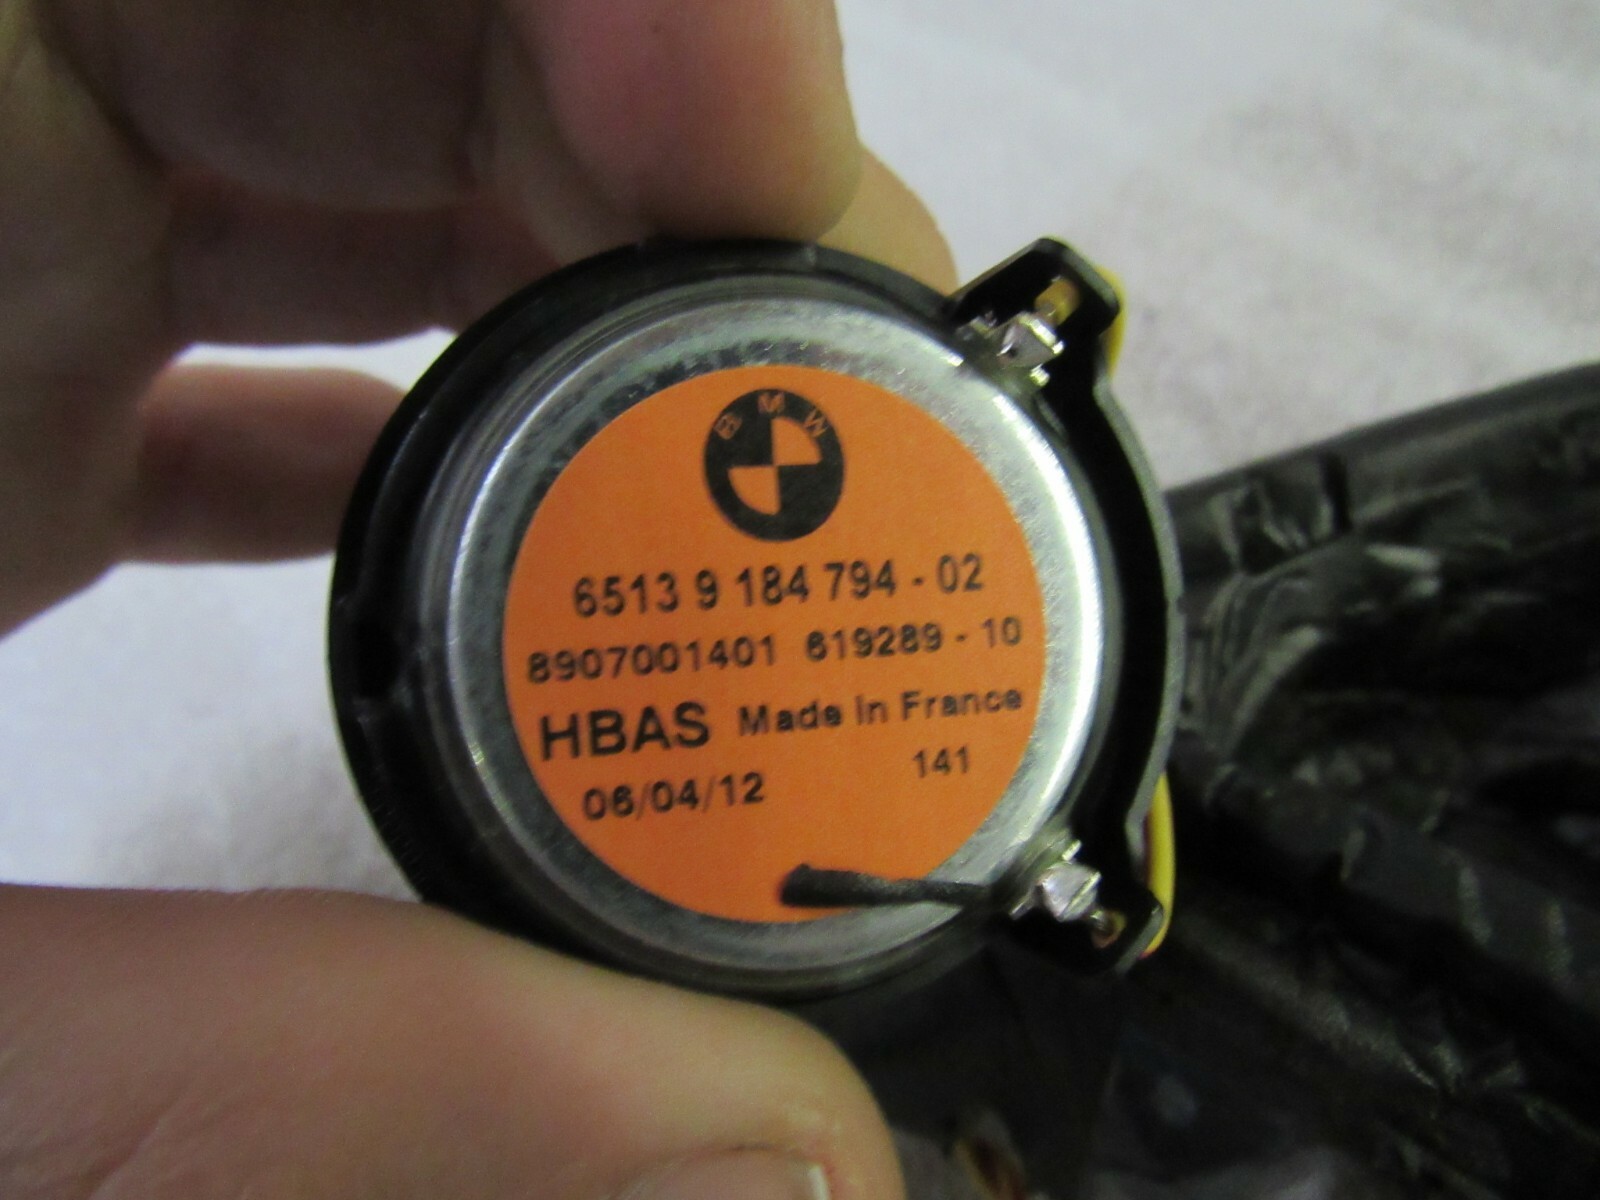 BMW
6513 9 184 794 - 02
8907001401 619289 - 10
HBAS Made In France
06/04/12 141